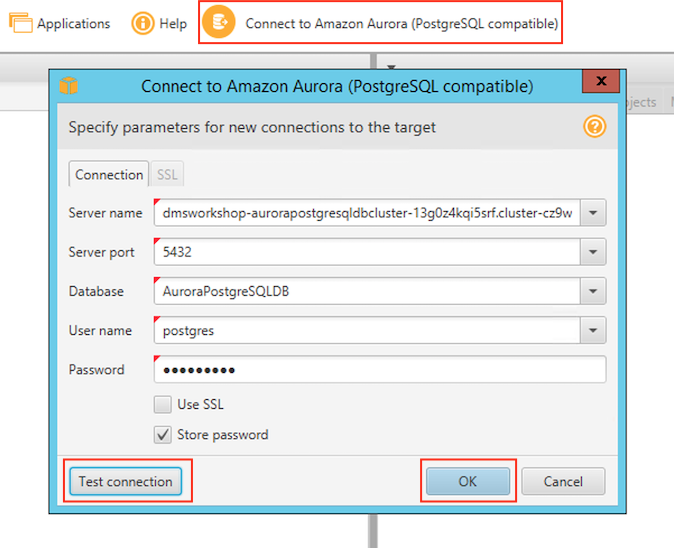 Applications
Help
Connect to Amazon Aurora (PostgreSQL compatible)
Connect to Amazon Aurora (PostgreSQL compatible)
x
Specify parameters for new connections to the target
?
Connection
SSL
Server name
dmsworkshop-aurorapostgresqldbcluster-13g0z4kqi5srf.cluster-cz9w
Server port
5432
Database
AuroraPostgreSQLDB
User name
postgres
Password
●●●●●●●●●
Use SSL
Store password
Test connection
OK
Cancel